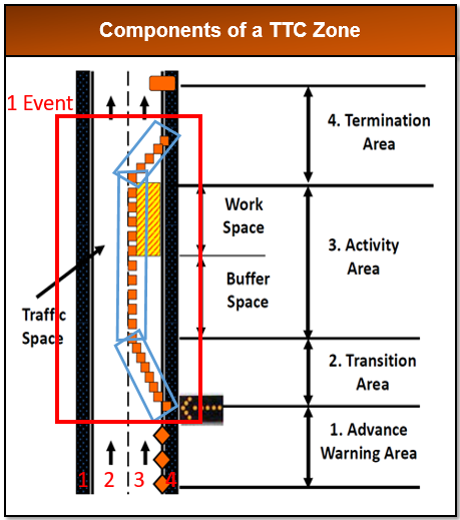 Components of a TTC Zone
1 Event
4. Termination
Area
Work
Space
3. Activity
Area
Buffer
Space
Traffic
Space
2. Transition
Area
1. Advance
Warning Area
1 2 3 4